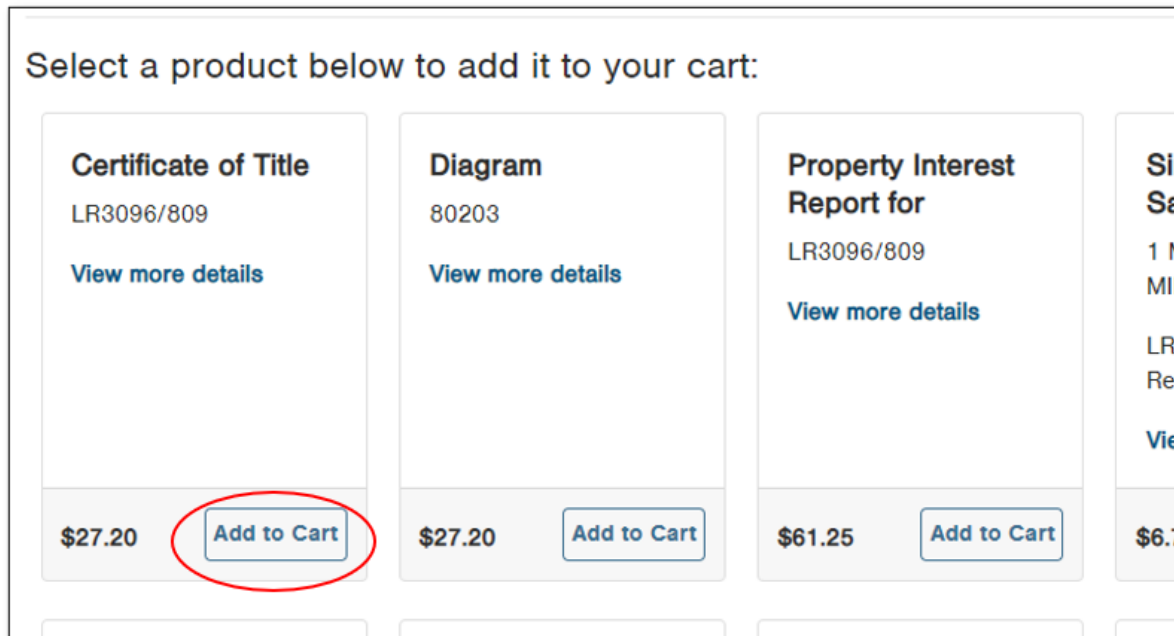 Select a product below to add it to your cart:
Certificate of Title
LR3096/809
View more details
$27.20
Add to Cart
Diagram
80203
View more details
$27.20
Add to Cart
Property Interest
Report for
LR3096/809
View more details
$61.25
Add to Cart
1
LR